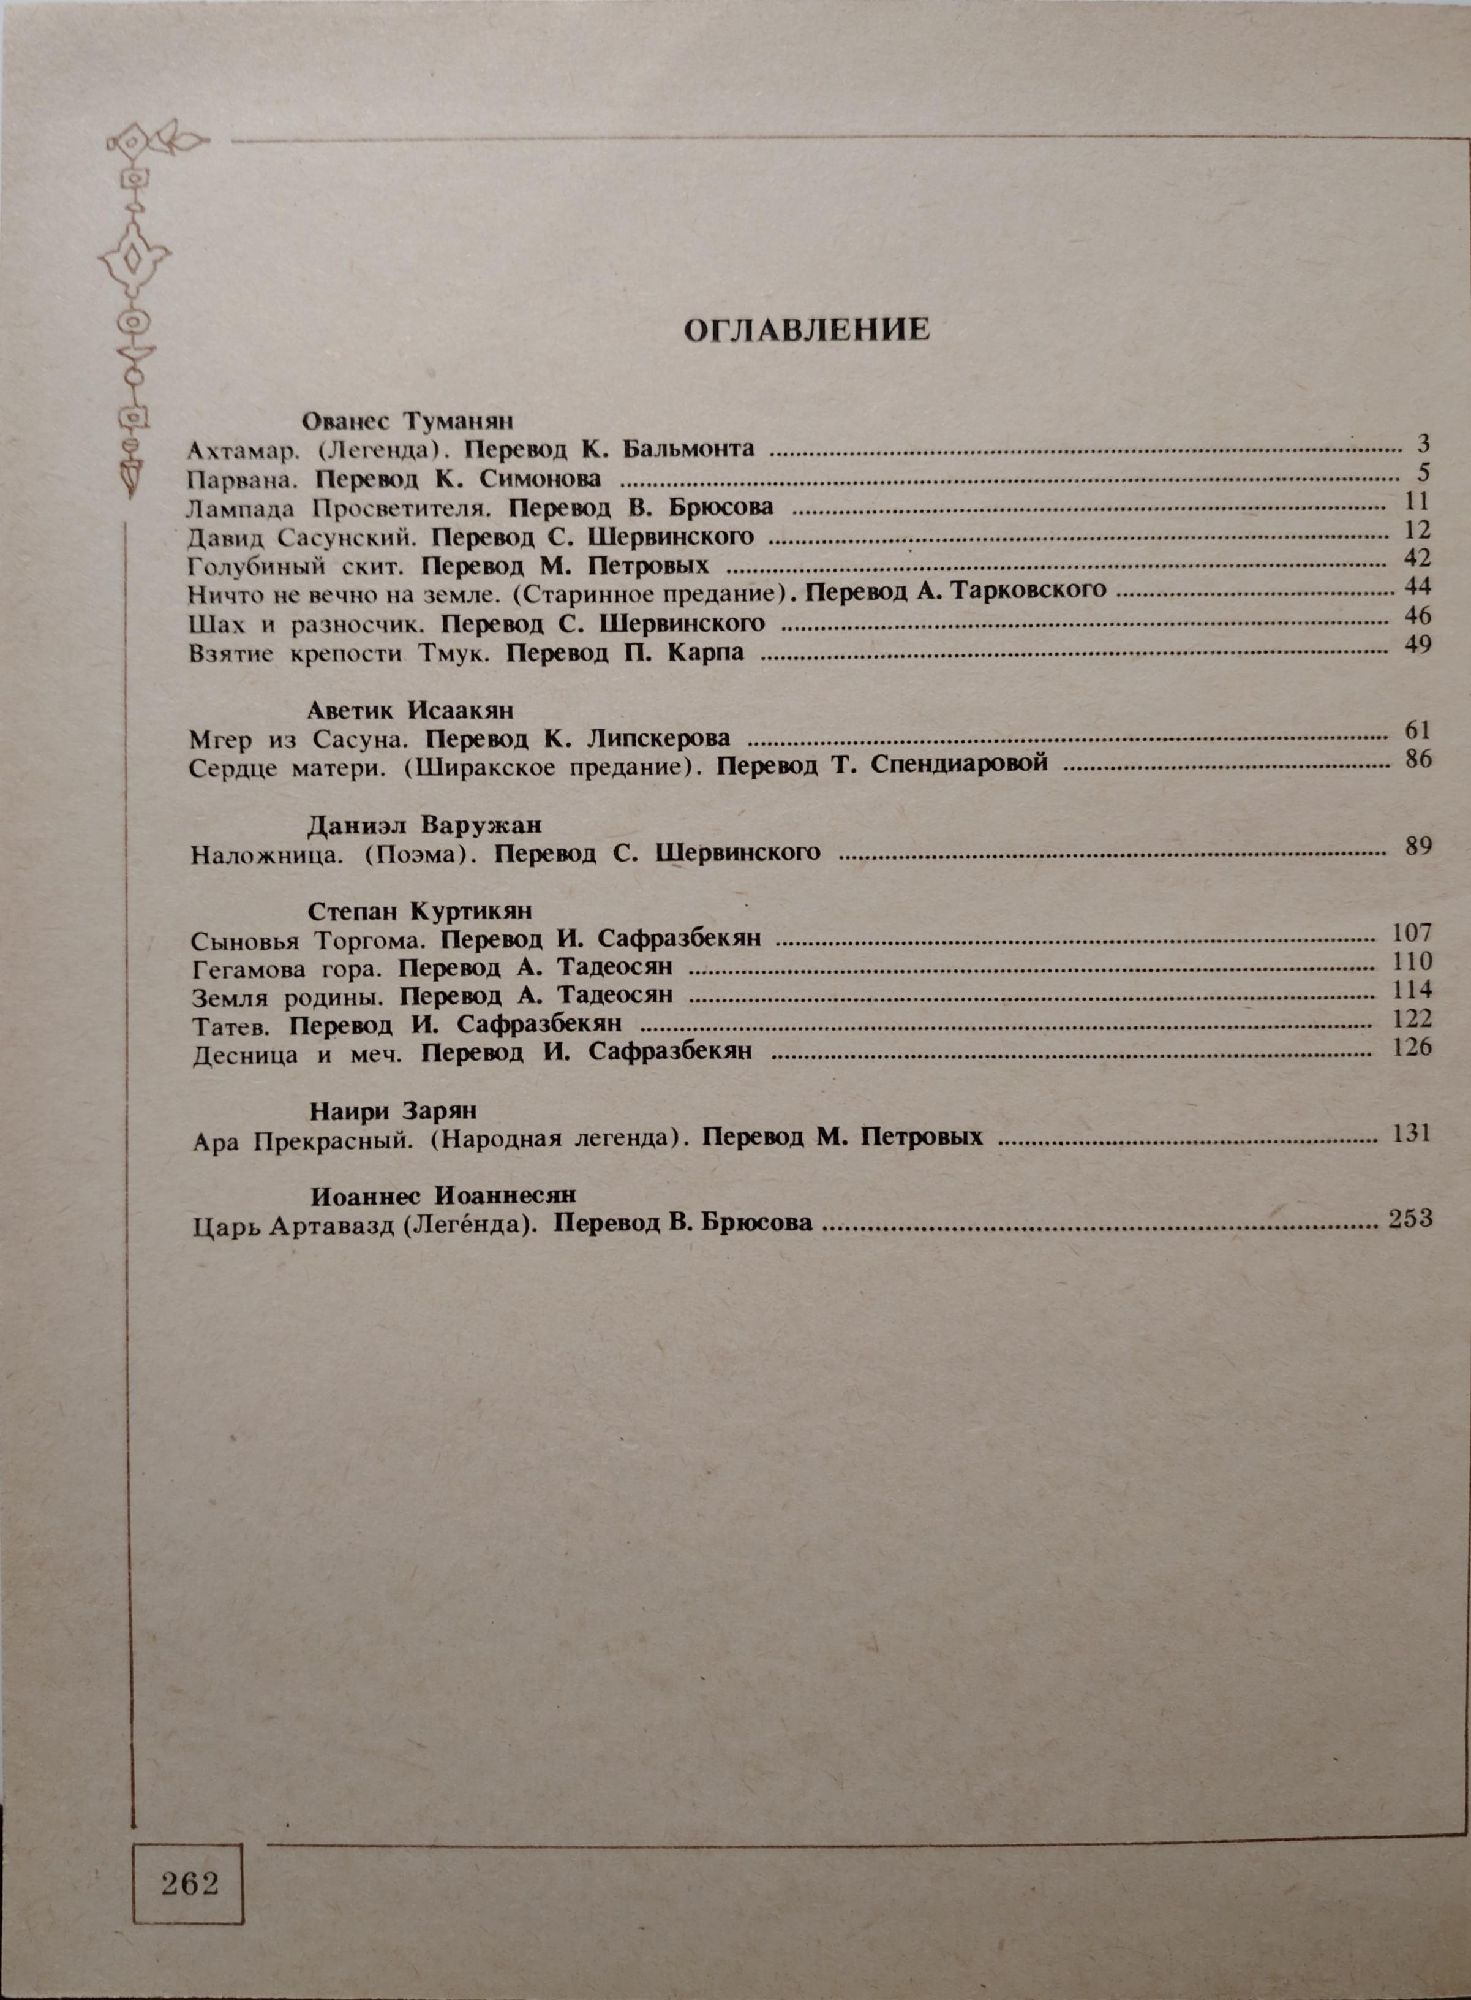 ОГЛАВЛЕНИЕ
Ованес Туманян
Ахтамар. (Легенда). Перевод К. Бальмонта ........ 3
Парвана. Перевод К. Симонова ........ 5
Лампада Просветителя. Перевод В. Брюсова ........ 11
Давид Сасунский. Перевод С. Шервинского ........ 12
Голубиный скит. Перевод М. Петровых ........ 42
Ничто не вечно на земле. (Старинное предание). Перевод А. Тарковского ........ 44
Шах и разносчик. Перевод С. Шервинского ........ 46
Взятие крепости Тмук. Перевод П. Карпа ........ 49
Аветик Исаакян
Мгер из Сасуна. Перевод К. Липскерова ........ 61
Сердце матери. (Ширакское предание). Перевод Т. Спендиаровой ........ 86
Даниэл Варужан
Наложница. (Поэма). Перевод С. Шервинского ........ 89
Степан Куртикян
Сыновья Торгома. Перевод И. Сафразбекян ........ 107
Гегамова гора. Перевод А. Тадеосян ........ 110
Земля родины. Перевод А. Тадеосян ........ 114
Татев. Перевод И. Сафразбекян ........ 122
Десница и меч. Перевод И. Сафразбекян ........ 126
Наири Зарян
Ара Прекрасный. (Народная легенда). Перевод М. Петровых ........ 131
Иоаннес Иоаннесян
Царь Артавазд (Леге́нда). Перевод В. Брюсова ........ 253
262